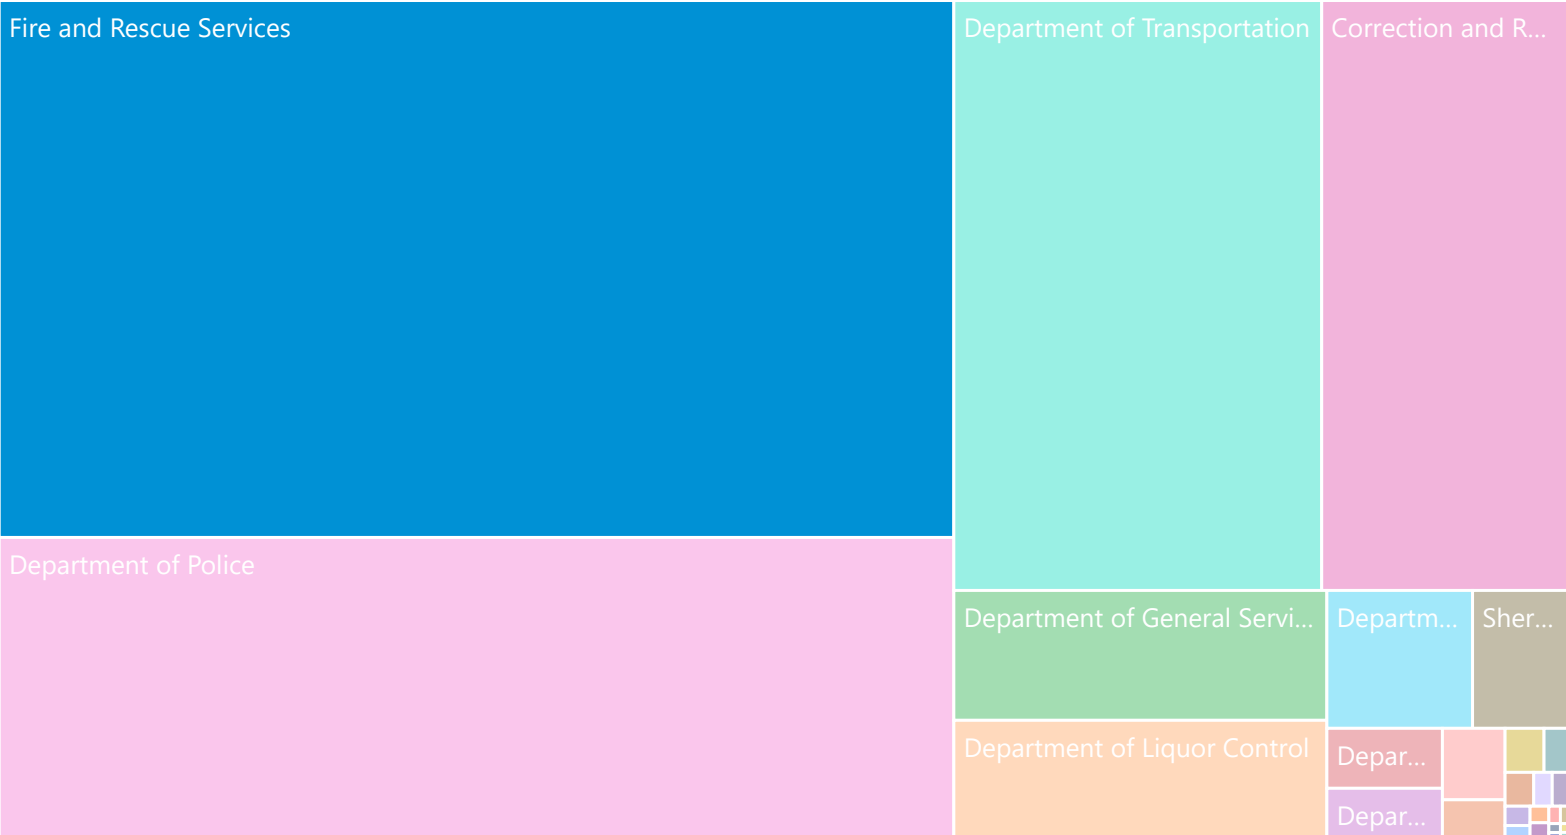 Fire and Rescue Services
Department of Transportation
Correction and R...
Department of Police
Department of General Servi...
Departm...
Sher...
Department of Liquor Control
Depar...
Depar...